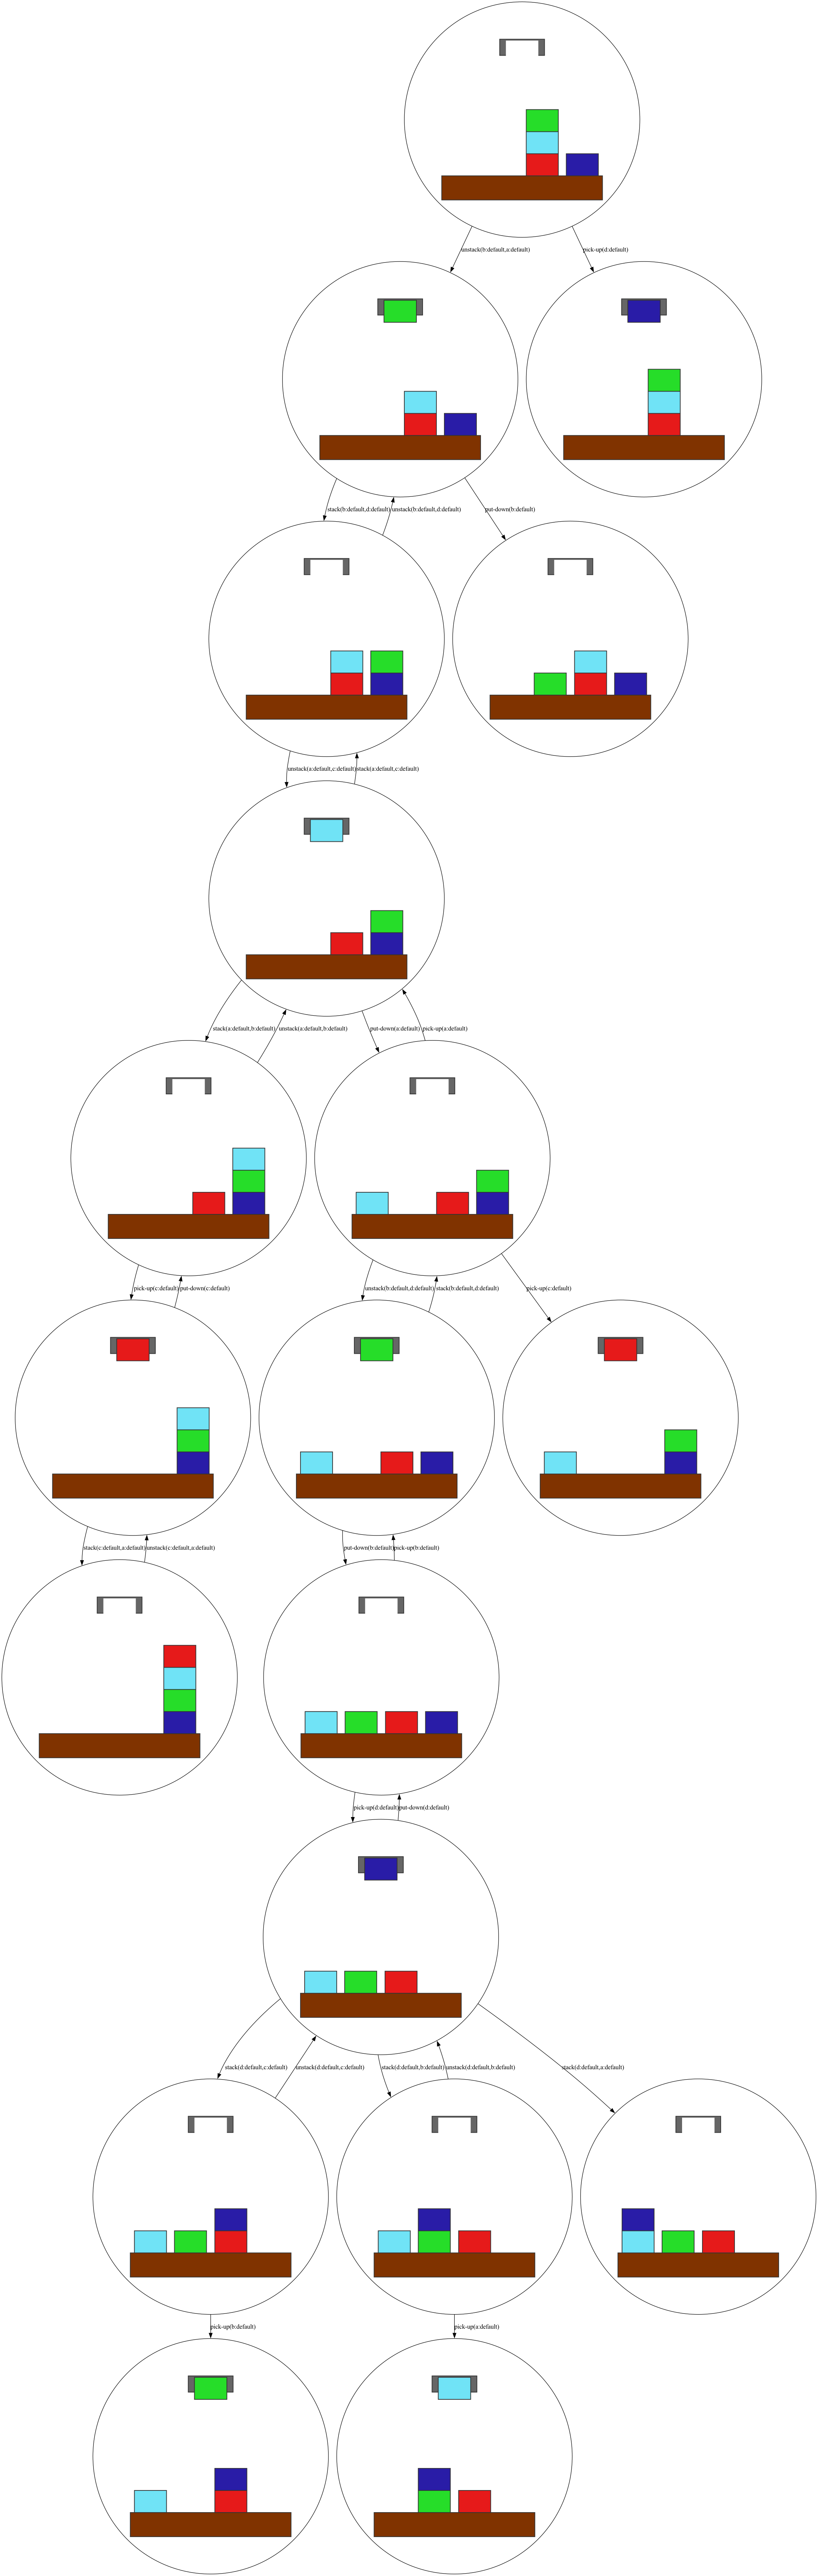 unstack(b:default,a:default)
pick-up(d:default)
stack(b:default,d:default)
unstack(b:default,d:default)
put-down(b:default)
unstack(a:default,c:default)
stack(a:default,c:default)
stack(a:default,b:default)
unstack(a:default,b:default)
put-down(a:default)
pick-up(a:default)
pick-up(c:default)
put-down(c:default)
unstack(b:default,d:default)
stack(b:default,d:default)
pick-up(c:default)
stack(c:default,a:default)
unstack(c:default,a:default)
put-down(b:default)
pick-up(b:default)
pick-up(d:default)
put-down(d:default)
stack(d:default,c:default)
unstack(d:default,c:default)
stack(d:default,b:default)
unstack(d:default,b:default)
stack(d:default,a:default)
pick-up(b:default)
pick-up(a:default)